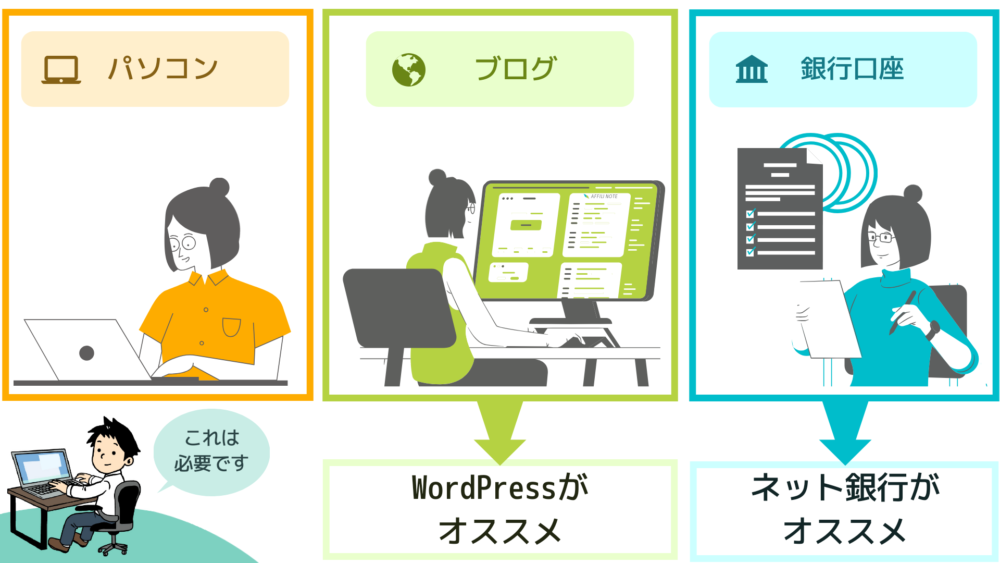 パソコン
ブログ
銀行口座
AFFILI NOTE
これは
必要です
WordPressが
オススメ
ネット銀行が
オススメ